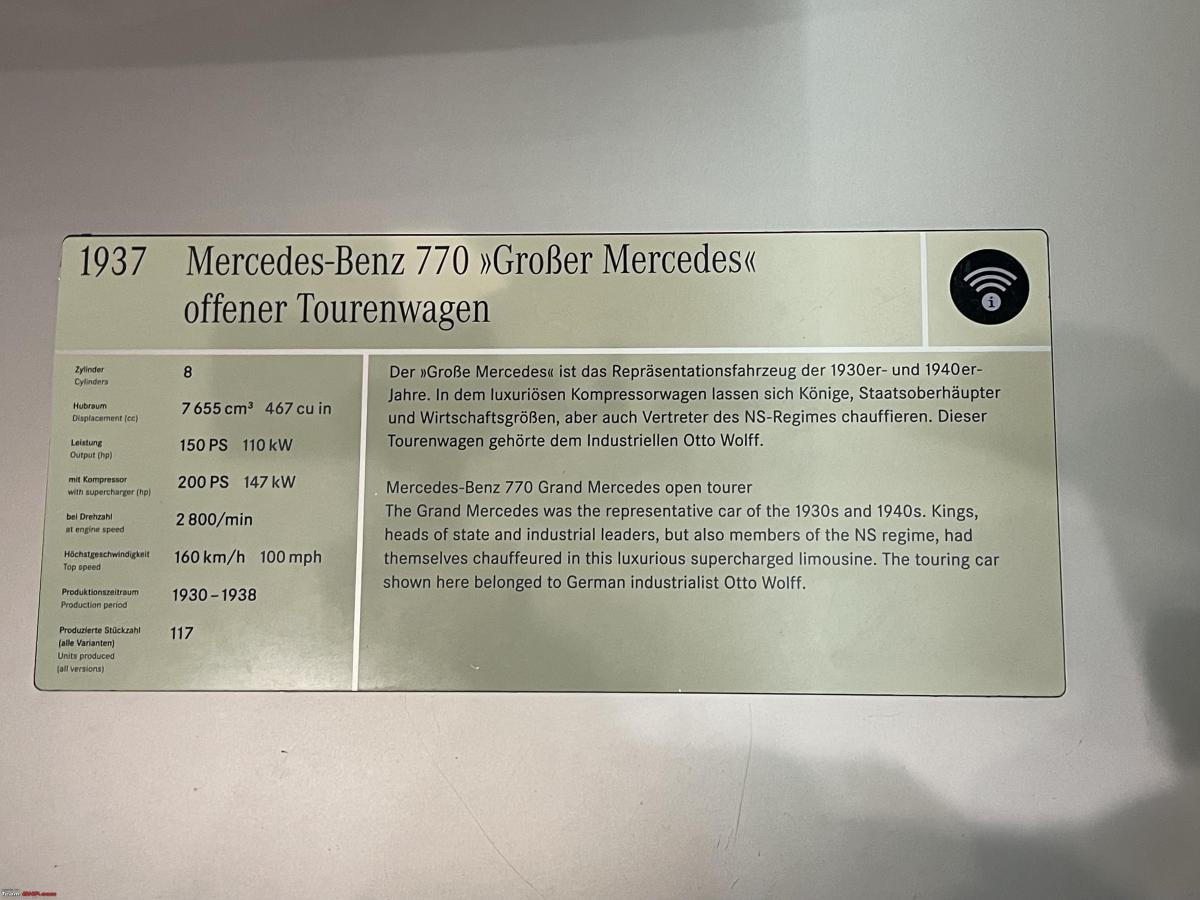 1937 Mercedes-Benz 770 »Großer Mercedes«
offener Tourenwagen
i
Zylinder 8
Cylinders
Hubraum 7 655 cm³ 467 cu in
Displacement (cc)
Leistung 150 PS 110 kW
Output (hp)
mit Kompressor 200 PS 147 kW
with supercharger (hp)
bei Drehzahl 2 800/min
at engine speed
Höchstgeschwindigkeit 160 km/h 100 mph
Top speed
Produktionszeitraum 1930 – 1938
Production period
Produzierte Stückzahl 117
(alle Varianten)
Units produced
(all versions)
Der »Große Mercedes« ist das Repräsentationsfahrzeug der 1930er- und 1940er-
Jahre. In dem luxuriösen Kompressorwagen lassen sich Könige, Staatsoberhäupter
und Wirtschaftsgrößen, aber auch Vertreter des NS-Regimes chauffieren. Dieser
Tourenwagen gehörte dem Industriellen Otto Wolff.
Mercedes-Benz 770 Grand Mercedes open tourer
The Grand Mercedes was the representative car of the 1930s and 1940s. Kings,
heads of state and industrial leaders, but also members of the NS regime, had
themselves chauffeured in this luxurious supercharged limousine. The touring car
shown here belonged to German industrialist Otto Wolff.
Team-BHP.com